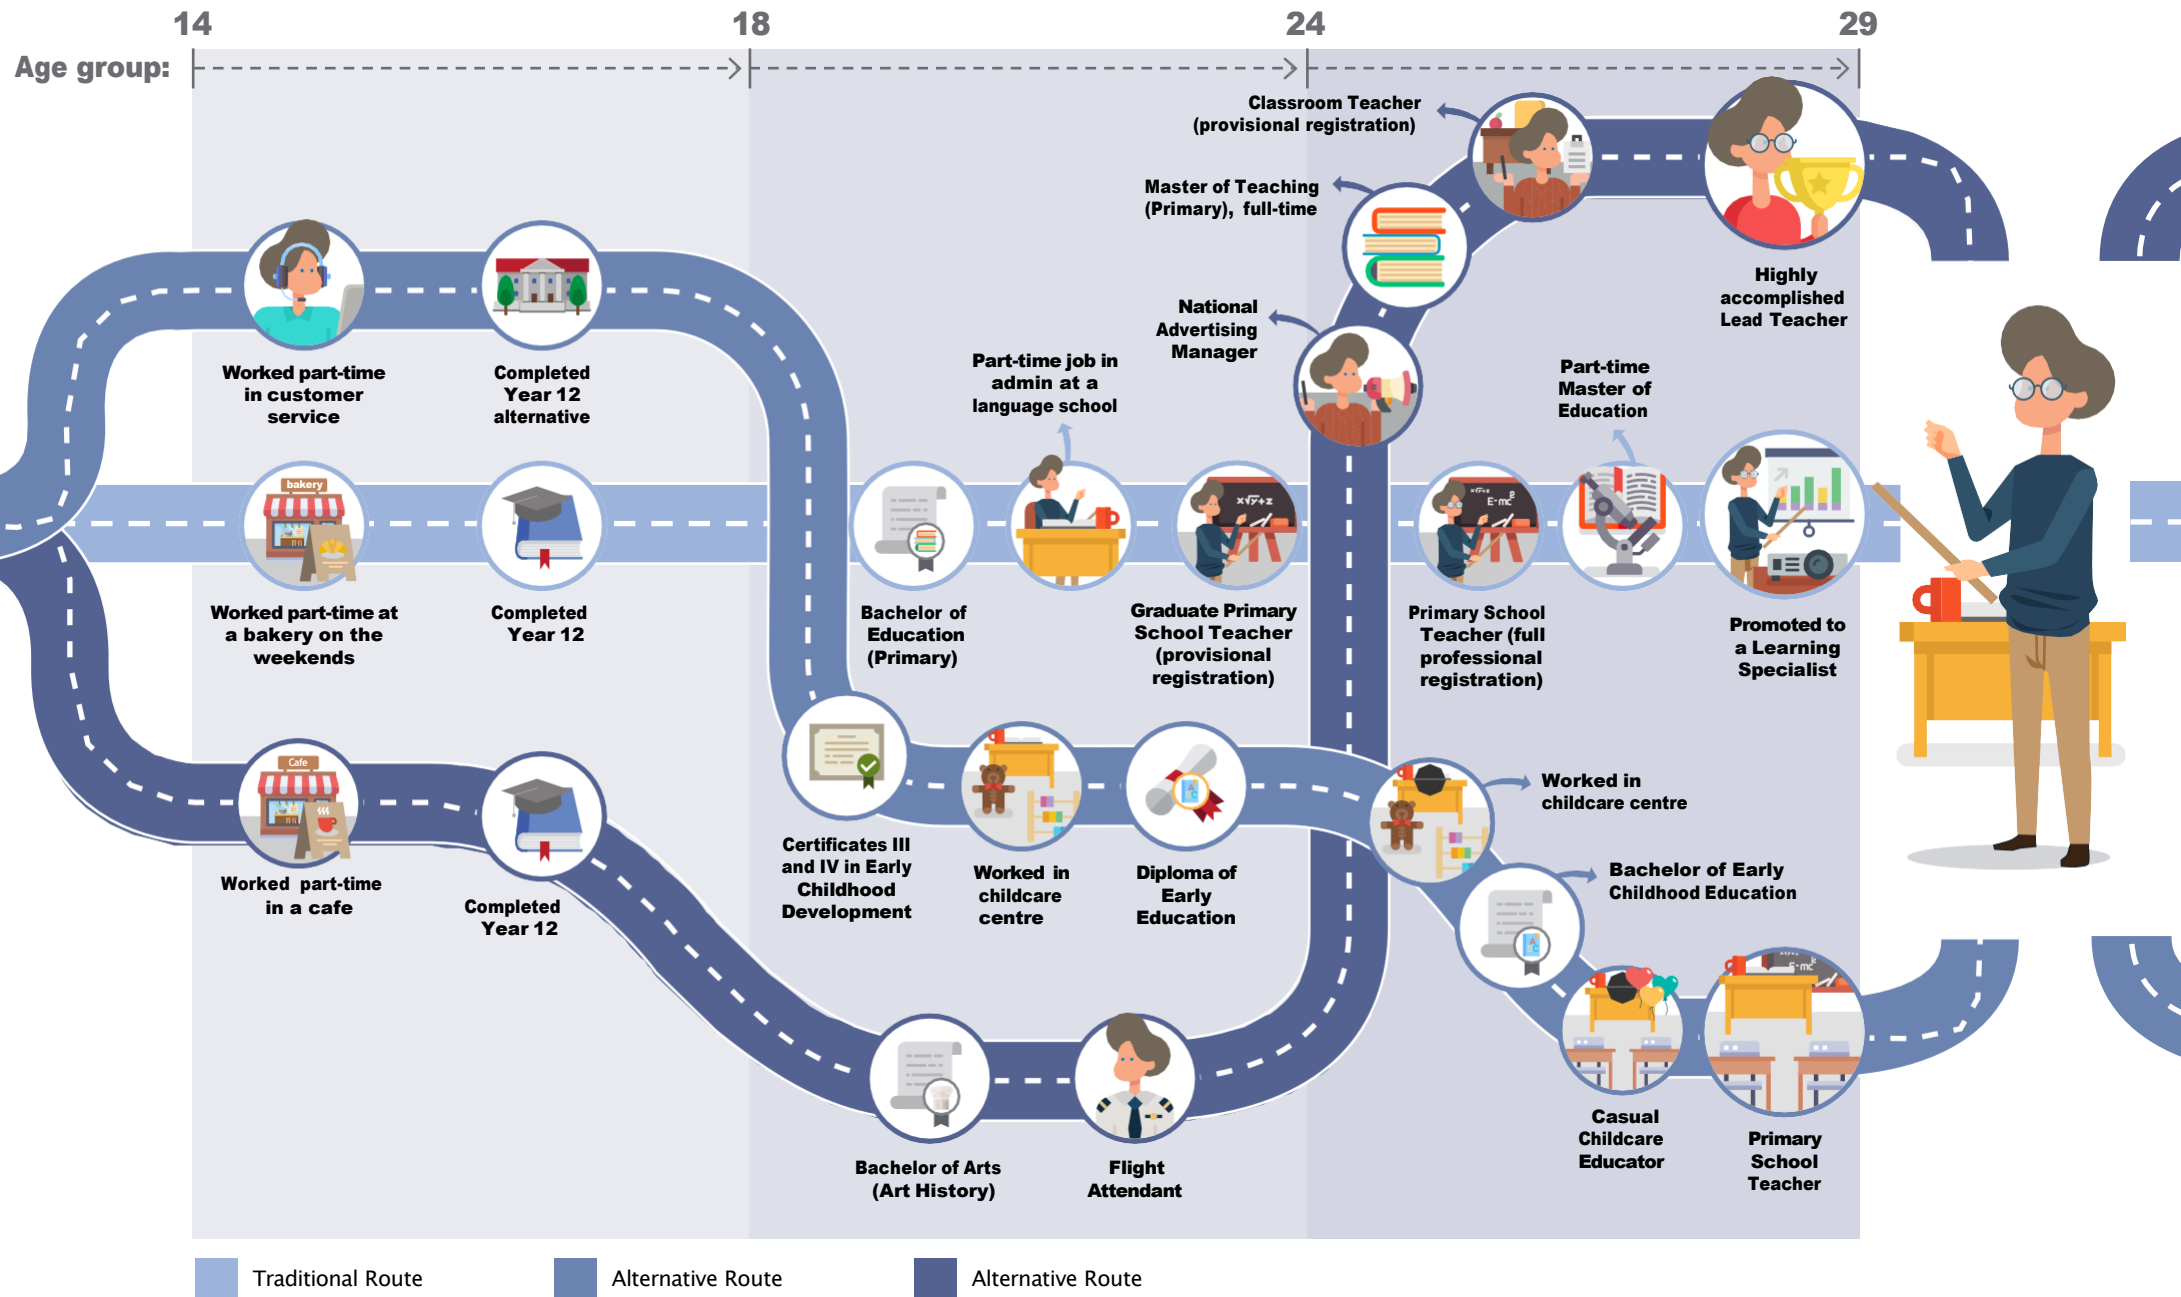 14
18
24
29
Age group:
Classroom Teacher
(provisional registration)
Master of Teaching
(Primary), full-time
National
Advertising
Manager
Highly
accomplished
Lead Teacher
Worked part-time
in customer
service
Completed
Year 12
alternative
Part-time job in
admin at a
language school
Part-time
Master of
Education
bakery
x√y+z
x√y+z
E-mc²
Worked part-time at
a bakery on the
weekends
Completed
Year 12
Bachelor of
Education
(Primary)
Graduate Primary
School Teacher
(provisional
registration)
Primary School
Teacher (full
professional
registration)
Promoted to
a Learning
Specialist
Cafe
Worked part-time
in a cafe
Completed
Year 12
Certificates III
and IV in Early
Childhood
Development
Worked in
childcare
centre
Diploma of
Early
Education
Worked in
childcare centre
Bachelor of Early
Childhood Education
E-mc
Casual
Childcare
Educator
Primary
School
Teacher
Bachelor of Arts
(Art History)
Flight
Attendant
Traditional Route
Alternative Route
Alternative Route